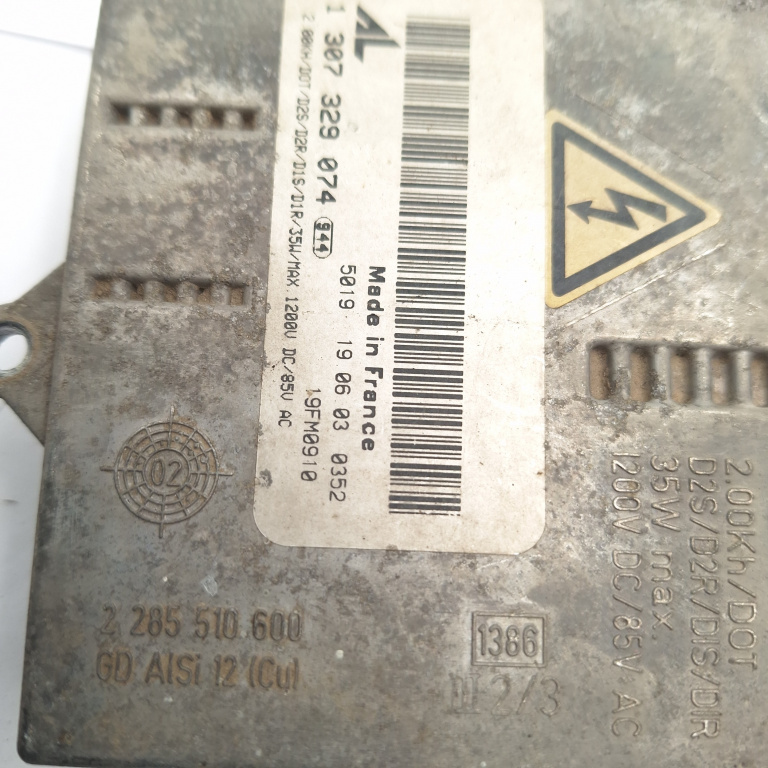 AL
1 307 329 074 944
2.00Kh/DOT/D2S/D2R/D1S/D1R/35W/MAX.1200V DC/85V AC
Made in France
5019 19 06 03 0352
19FM0910
02
2 285 510 600
GD AlSi 12 (Cu)
1386
2/3
2.00Kh/DOT
D2S/D2R/D1S/D1R
35W max.
1200V DC/85V AC